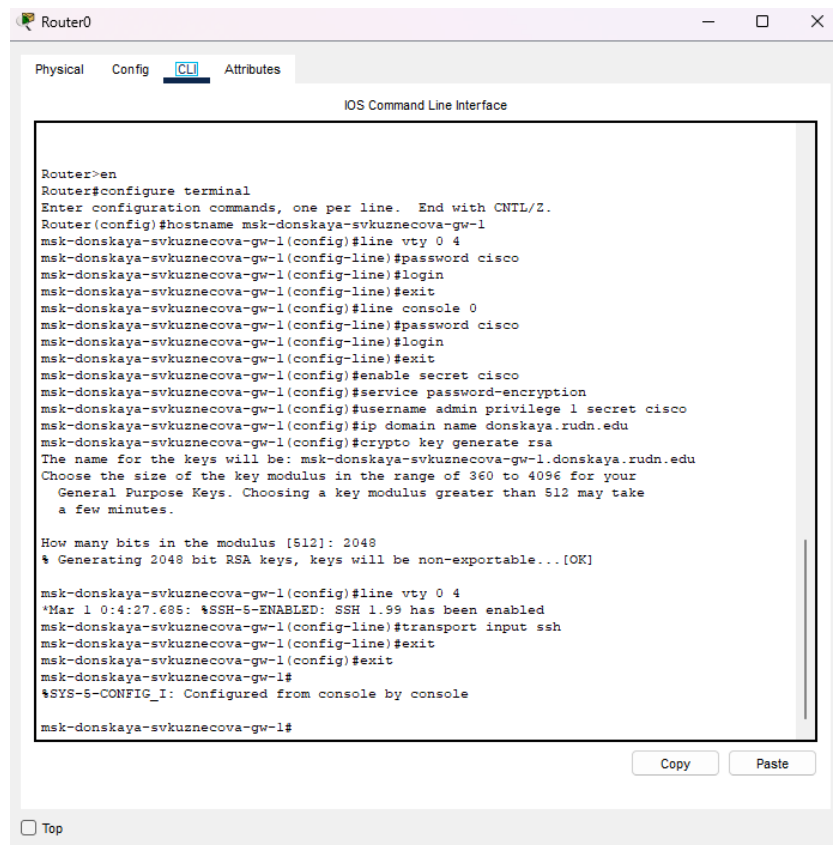 Router0
Physical Config CLI Attributes
IOS Command Line Interface
Router>en
Router#configure terminal
Enter configuration commands, one per line.  End with CNTL/Z.
Router(config)#hostname msk-donskaya-svkuznecova-gw-1
msk-donskaya-svkuznecova-gw-1(config)#line vty 0 4
msk-donskaya-svkuznecova-gw-1(config-line)#password cisco
msk-donskaya-svkuznecova-gw-1(config-line)#login
msk-donskaya-svkuznecova-gw-1(config-line)#exit
msk-donskaya-svkuznecova-gw-1(config)#line console 0
msk-donskaya-svkuznecova-gw-1(config-line)#password cisco
msk-donskaya-svkuznecova-gw-1(config-line)#login
msk-donskaya-svkuznecova-gw-1(config-line)#exit
msk-donskaya-svkuznecova-gw-1(config)#enable secret cisco
msk-donskaya-svkuznecova-gw-1(config)#service password-encryption
msk-donskaya-svkuznecova-gw-1(config)#username admin privilege 1 secret cisco
msk-donskaya-svkuznecova-gw-1(config)#ip domain name donskaya.rudn.edu
msk-donskaya-svkuznecova-gw-1(config)#crypto key generate rsa
The name for the keys will be: msk-donskaya-svkuznecova-gw-1.donskaya.rudn.edu
Choose the size of the key modulus in the range of 360 to 4096 for your
  General Purpose Keys. Choosing a key modulus greater than 512 may take
  a few minutes.
How many bits in the modulus [512]: 2048
% Generating 2048 bit RSA keys, keys will be non-exportable...[OK]
msk-donskaya-svkuznecova-gw-1(config)#line vty 0 4
*Mar 1 0:4:27.685: %SSH-5-ENABLED: SSH 1.99 has been enabled
msk-donskaya-svkuznecova-gw-1(config-line)#transport input ssh
msk-donskaya-svkuznecova-gw-1(config-line)#exit
msk-donskaya-svkuznecova-gw-1(config)#exit
msk-donskaya-svkuznecova-gw-1#
%SYS-5-CONFIG_I: Configured from console by console
msk-donskaya-svkuznecova-gw-1#
Copy Paste
Top